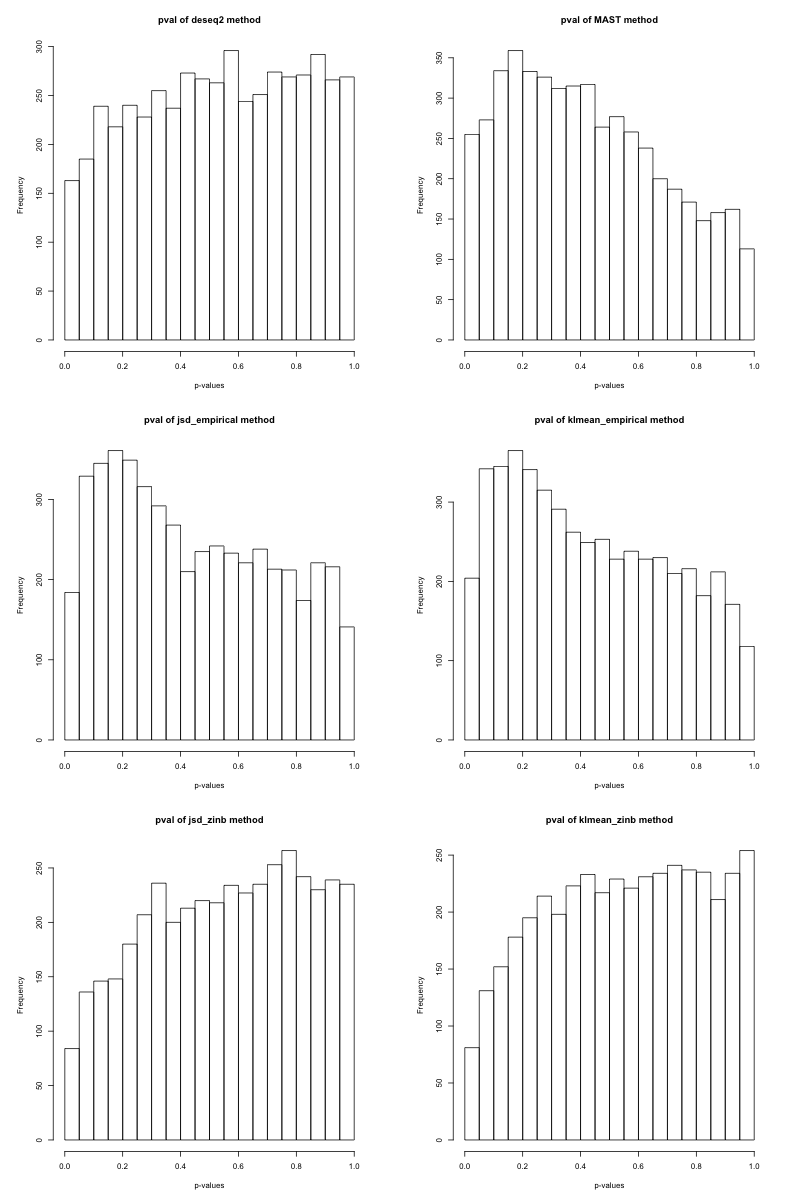 pval of deseq2 method
Frequency
0 50 100 150 200 250 300
0.0 0.2 0.4 0.6 0.8 1.0
p-values
pval of MAST method
Frequency
0 50 100 150 200 250 300 350
0.0 0.2 0.4 0.6 0.8 1.0
p-values
pval of jsd_empirical method
Frequency
0 100 200 300
0.0 0.2 0.4 0.6 0.8 1.0
p-values
pval of klmean_empirical method
Frequency
0 100 200 300
0.0 0.2 0.4 0.6 0.8 1.0
p-values
pval of jsd_zinb method
Frequency
0 50 100 150 200 250
0.0 0.2 0.4 0.6 0.8 1.0
p-values
pval of klmean_zinb method
Frequency
0 50 100 150 200 250
0.0 0.2 0.4 0.6 0.8 1.0
p-values